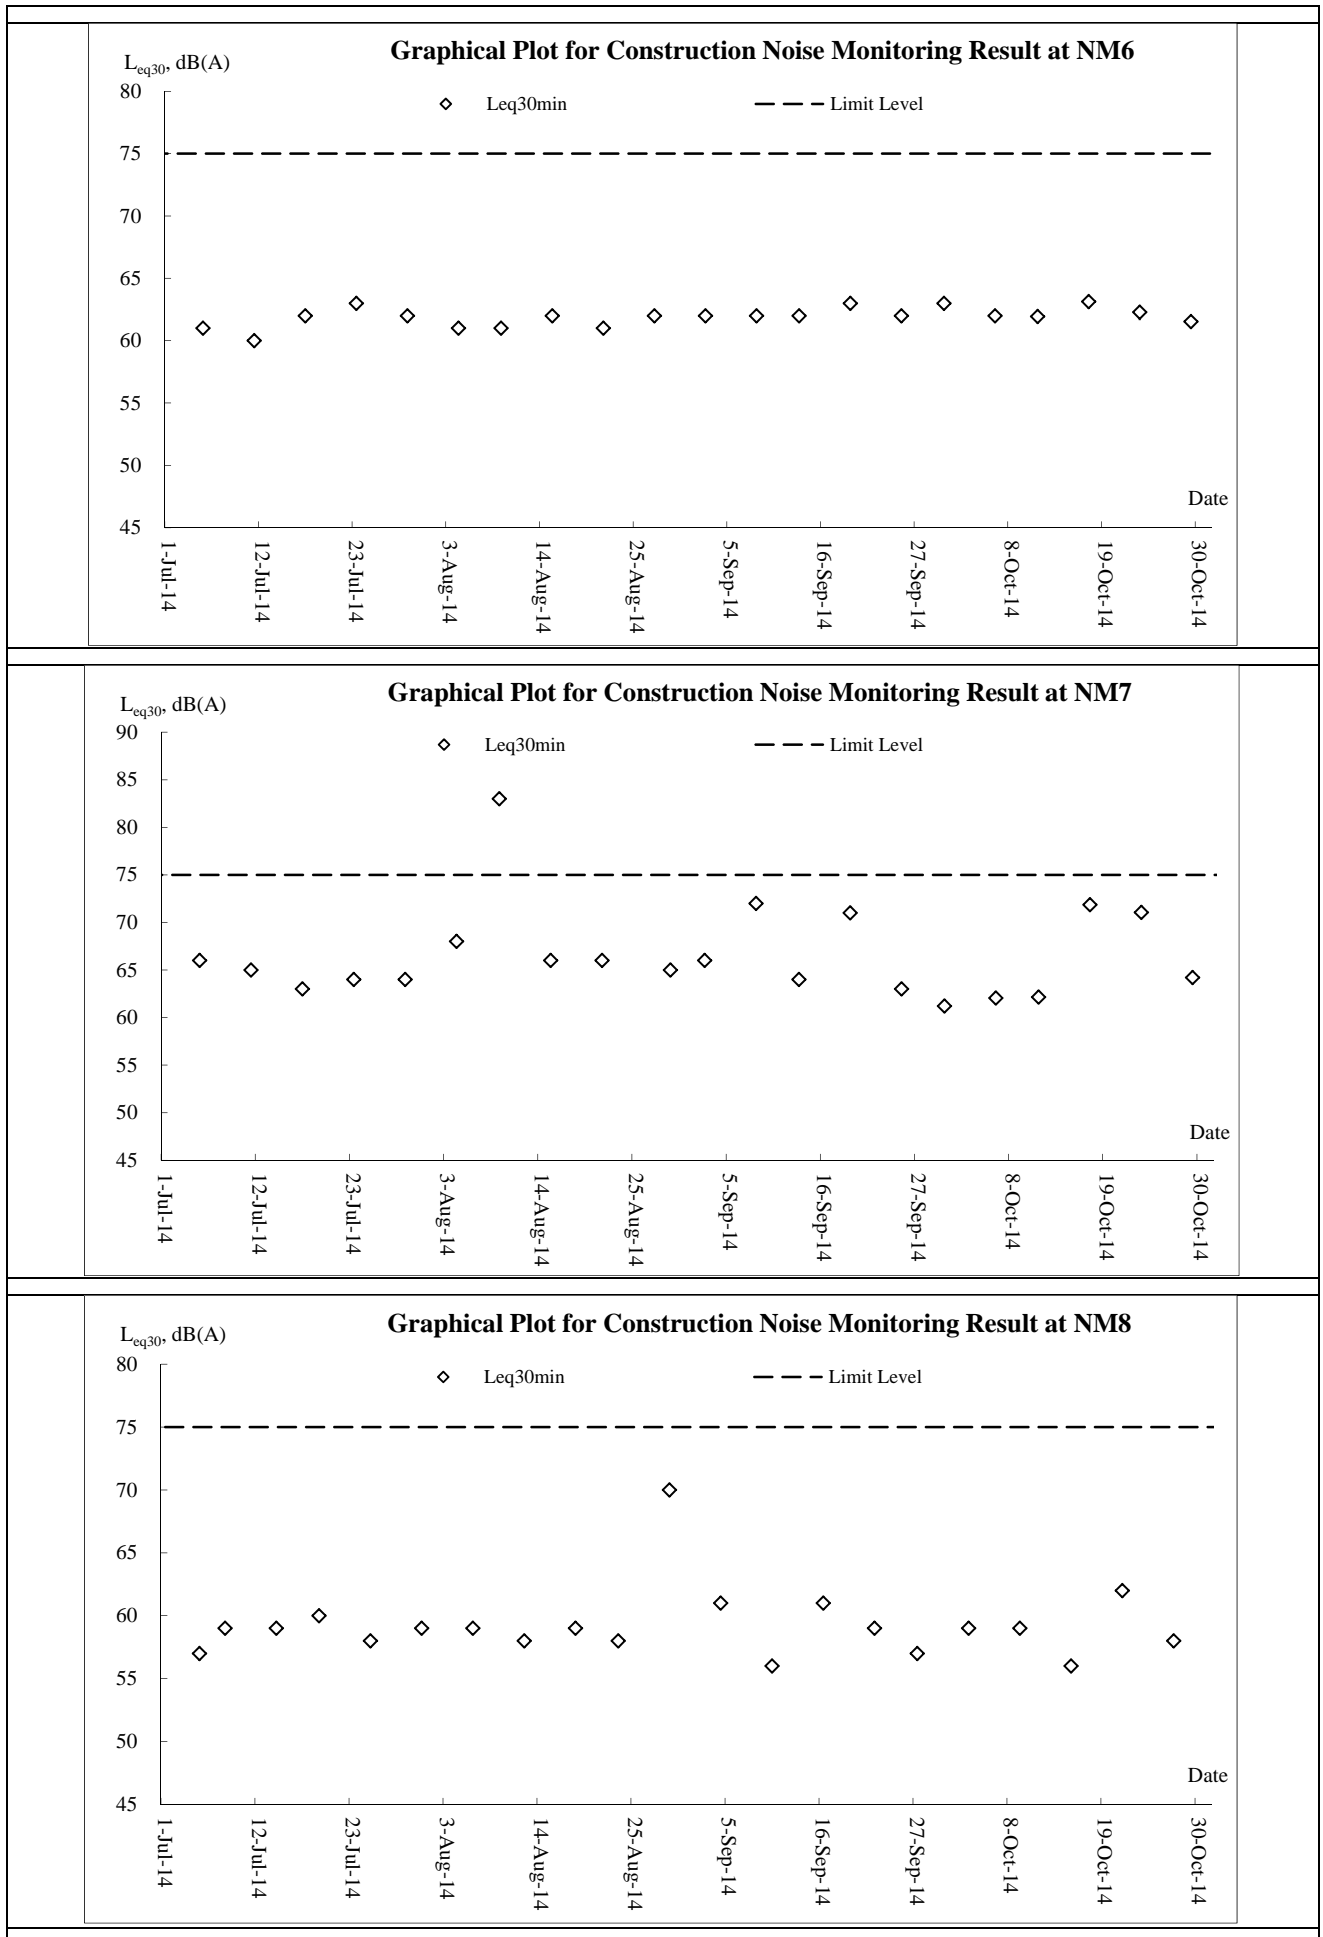 Graphical Plot for Construction Noise Monitoring Result at NM6
Leq30, dB(A)
Leq30min
Limit Level
80
75
70
65
60
55
50
45
Date
1-Jul-14
12-Jul-14
23-Jul-14
3-Aug-14
14-Aug-14
25-Aug-14
5-Sep-14
16-Sep-14
27-Sep-14
8-Oct-14
19-Oct-14
30-Oct-14
Graphical Plot for Construction Noise Monitoring Result at NM7
Leq30, dB(A)
Leq30min
Limit Level
90
85
80
75
70
65
60
55
50
45
Date
1-Jul-14
12-Jul-14
23-Jul-14
3-Aug-14
14-Aug-14
25-Aug-14
5-Sep-14
16-Sep-14
27-Sep-14
8-Oct-14
19-Oct-14
30-Oct-14
Graphical Plot for Construction Noise Monitoring Result at NM8
Leq30, dB(A)
Leq30min
Limit Level
80
75
70
65
60
55
50
45
Date
1-Jul-14
12-Jul-14
23-Jul-14
3-Aug-14
14-Aug-14
25-Aug-14
5-Sep-14
16-Sep-14
27-Sep-14
8-Oct-14
19-Oct-14
30-Oct-14